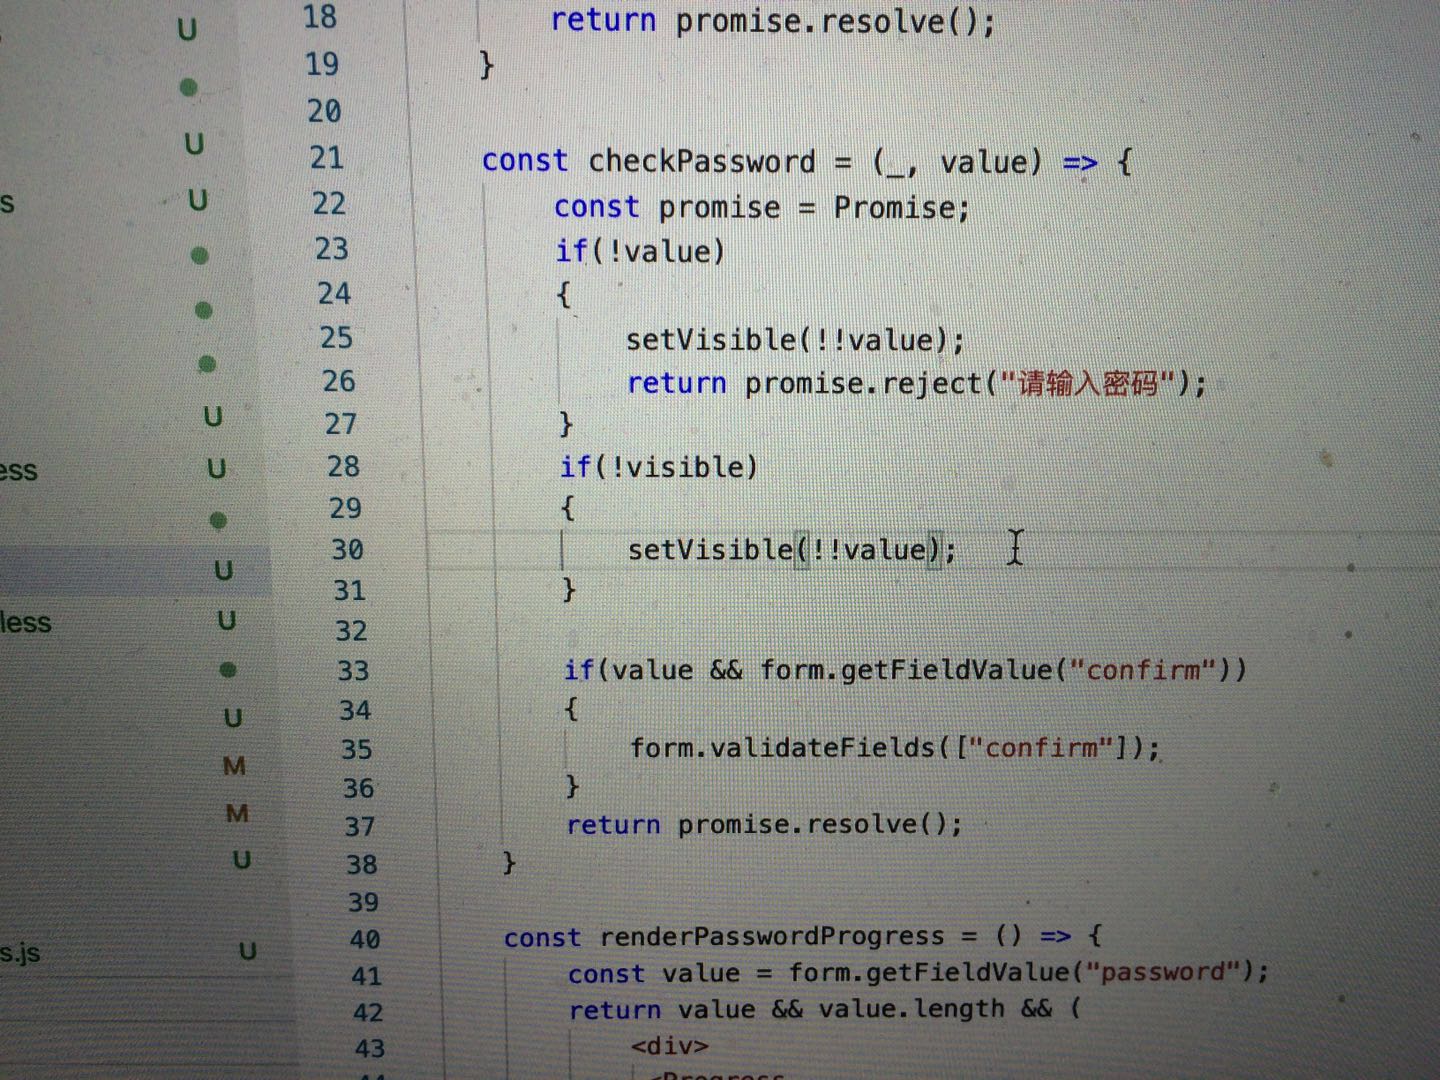 U 18 return promise.resolve();
19 }
20
U 21 const checkPassword = (_, value) => {
s U 22 const promise = Promise;
23 if(!value)
24 {
25 setVisible(!!value);
26 return promise.reject("请输入密码");
U 27 }
ess U 28 if(!visible)
29 {
U 30 setVisible(!!value);
31 }
less U 32
33 if(value && form.getFieldValue("confirm"))
U 34 {
M 35 form.validateFields(["confirm"]);
36 }
M 37 return promise.resolve();
U 38 }
39
40 const renderPasswordProgress = () => {
s.js U 41 const value = form.getFieldValue("password");
42 return value && value.length && (
43 <div>
44 <Progress